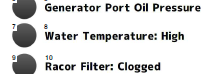 Generator Port Oil Pressure
7 8
Water Temperature: High
9 10
Racor Filter: Clogged